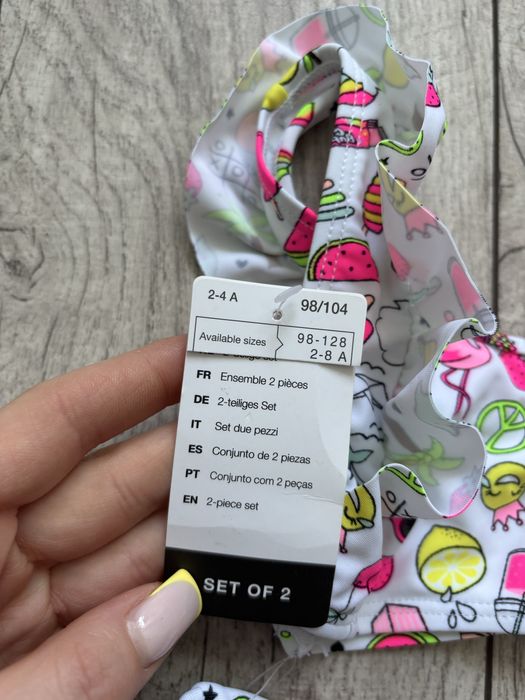 2-4 A 98/104
Available sizes 98-128
2-8 A
FR Ensemble 2 pièces
DE 2-teiliges Set
IT Set due pezzi
ES Conjunto de 2 piezas
PT Conjunto com 2 peças
EN 2-piece set
SET OF 2